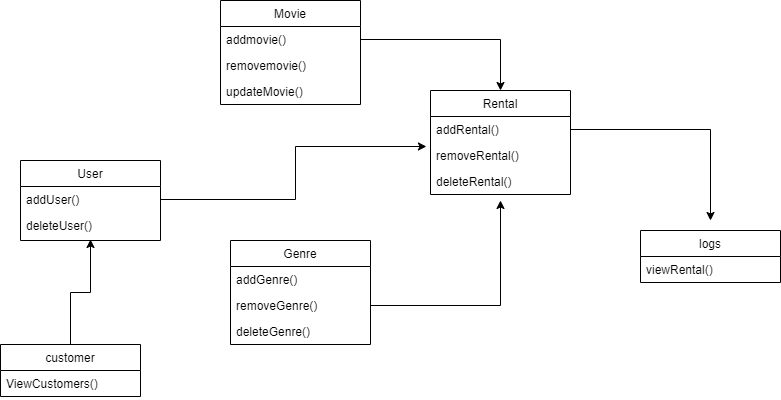 Movie
addmovie()
removemovie()
updateMovie()
Rental
addRental()
removeRental()
deleteRental()
User
addUser()
deleteUser()
Genre
addGenre()
removeGenre()
deleteGenre()
logs
viewRental()
customer
ViewCustomers()